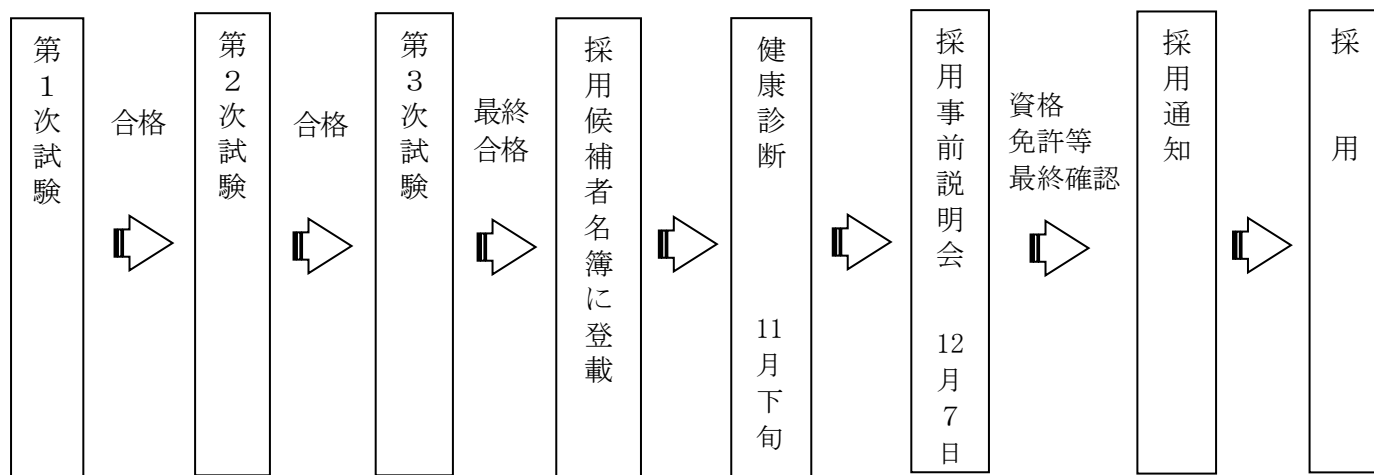 第１次試験
合格
第２次試験
合格
第３次試験
最終
合格
採用候補者名簿に登載
健康診断　11月下旬
採用事前説明会　12月７日
資格
免許等
最終確認
採用通知
採用